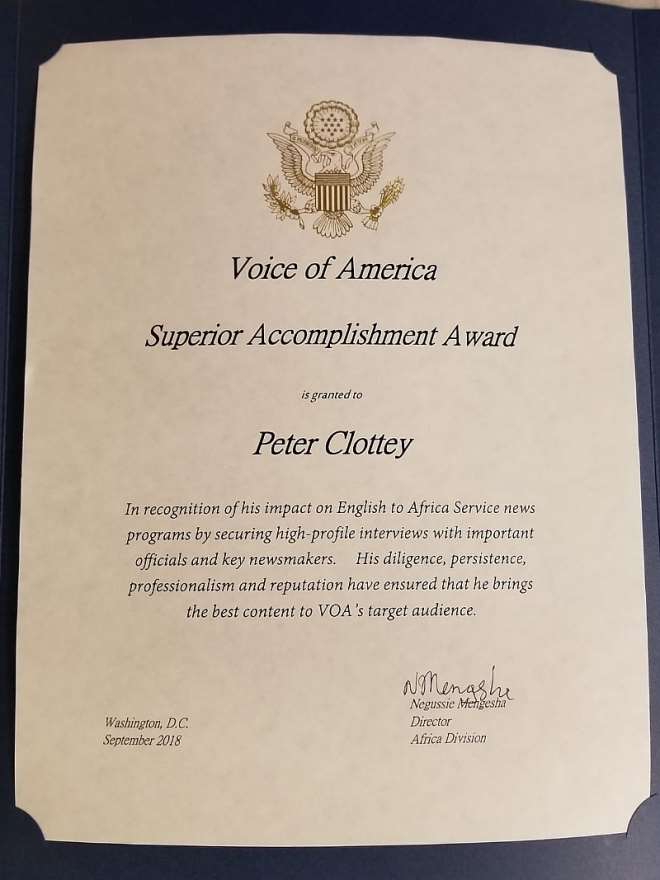 Voice of America
Superior Accomplishment Award
is granted to
Peter Clottey
In recognition of his impact on English to Africa Service news
programs by securing high-profile interviews with important
officials and key newsmakers. His diligence, persistence,
professionalism and reputation have ensured that he brings
the best content to VOA's target audience.
NMengesha
Negussie Mengesha
Director
Africa Division
Washington, D.C.
September 2018